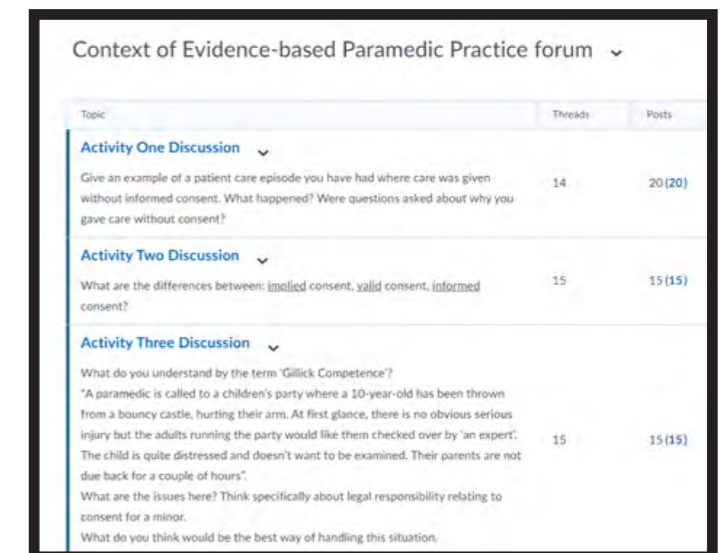 Context of Evidence-based Paramedic Practice forum
Topic Threads Posts
Activity One Discussion
Give an example of a patient care episode you have had where care was given
without informed consent. What happened? Were questions asked about why you
gave care without consent?
14 20 (20)
Activity Two Discussion
What are the differences between: implied consent, valid consent, informed
consent?
15 15 (15)
Activity Three Discussion
What do you understand by the term 'Gillick Competence'?
"A paramedic is called to a children's party where a 10-year-old has been thrown
from a bouncy castle, hurting their arm. At first glance, there is no obvious serious
injury but the adults running the party would like them checked over by 'an expert'.
The child is quite distressed and doesn't want to be examined. Their parents are not
due back for a couple of hours".
What are the issues here? Think specifically about legal responsibility relating to
consent for a minor.
What do you think would be the best way of handling this situation.
15 15 (15)